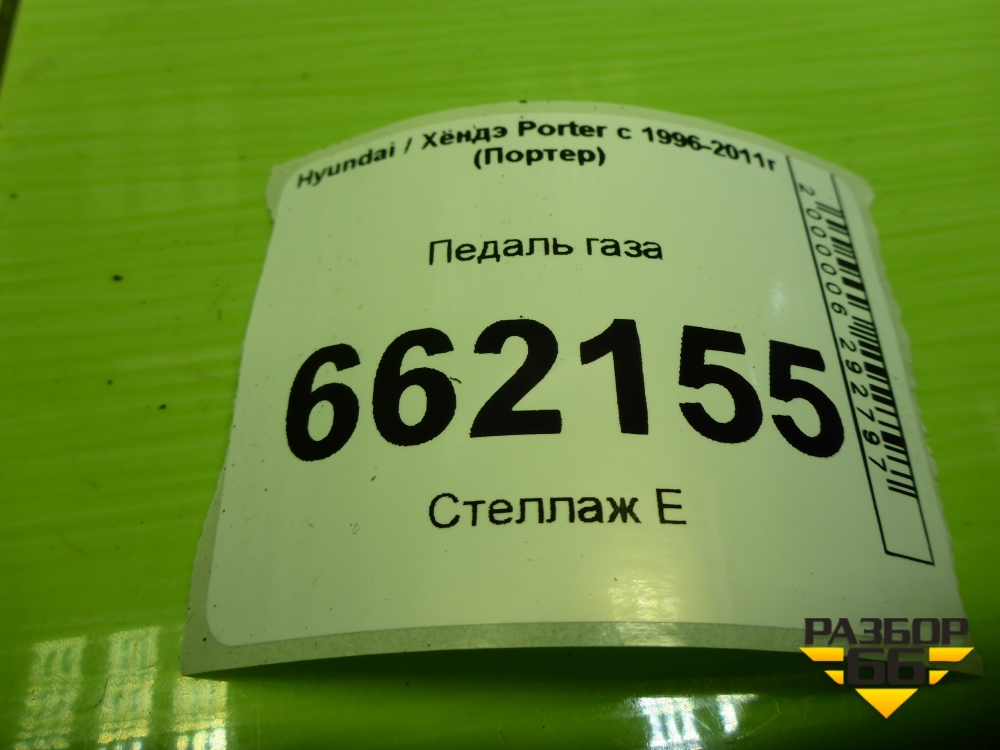 Hyundai / Хёндэ Porter с 1996-2011г
(Портер)
Педаль газа
662155
Стеллаж Е
2000006292797
РАЗБОР
66